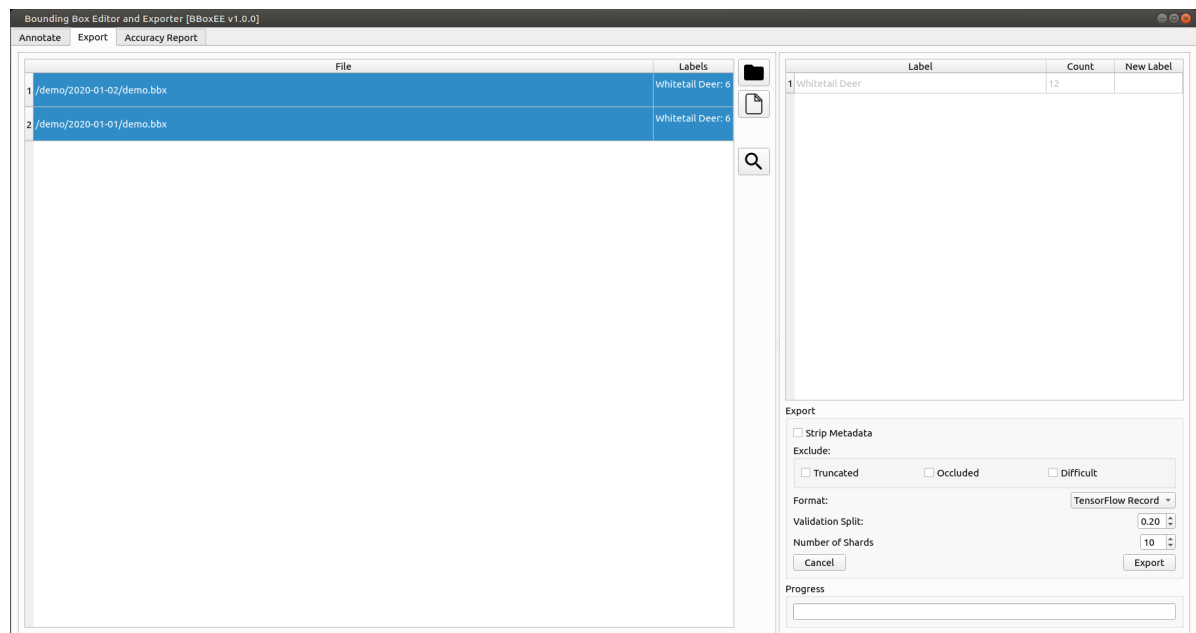 Bounding Box Editor and Exporter [BBoxEE v1.0.0]
Annotate Export Accuracy Report
File Labels
1 /demo/2020-01-02/demo.bbx Whitetail Deer: 6
2 /demo/2020-01-01/demo.bbx Whitetail Deer: 6
Label Count New Label
1 Whitetail Deer 12
Export
Strip Metadata
Exclude:
Truncated Occluded Difficult
Format: TensorFlow Record
Validation Split: 0.20
Number of Shards 10
Cancel Export
Progress